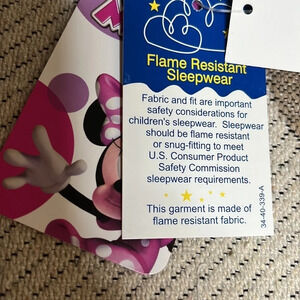 Flame Resistant
Sleepwear
Fabric and fit are important
safety considerations for
children's sleepwear. Sleepwear
should be flame resistant
or snug-fitting to meet
U.S. Consumer Product
Safety Commission
sleepwear requirements.
This garment is made of
flame resistant fabric.
34-40-339-A